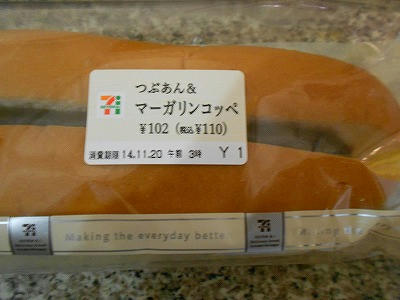 つぶあん&
マーガリンコッペ
¥102 (税込¥110)
消費期限 14.11.20 午前 3時 Y 1
Making the everyday bette